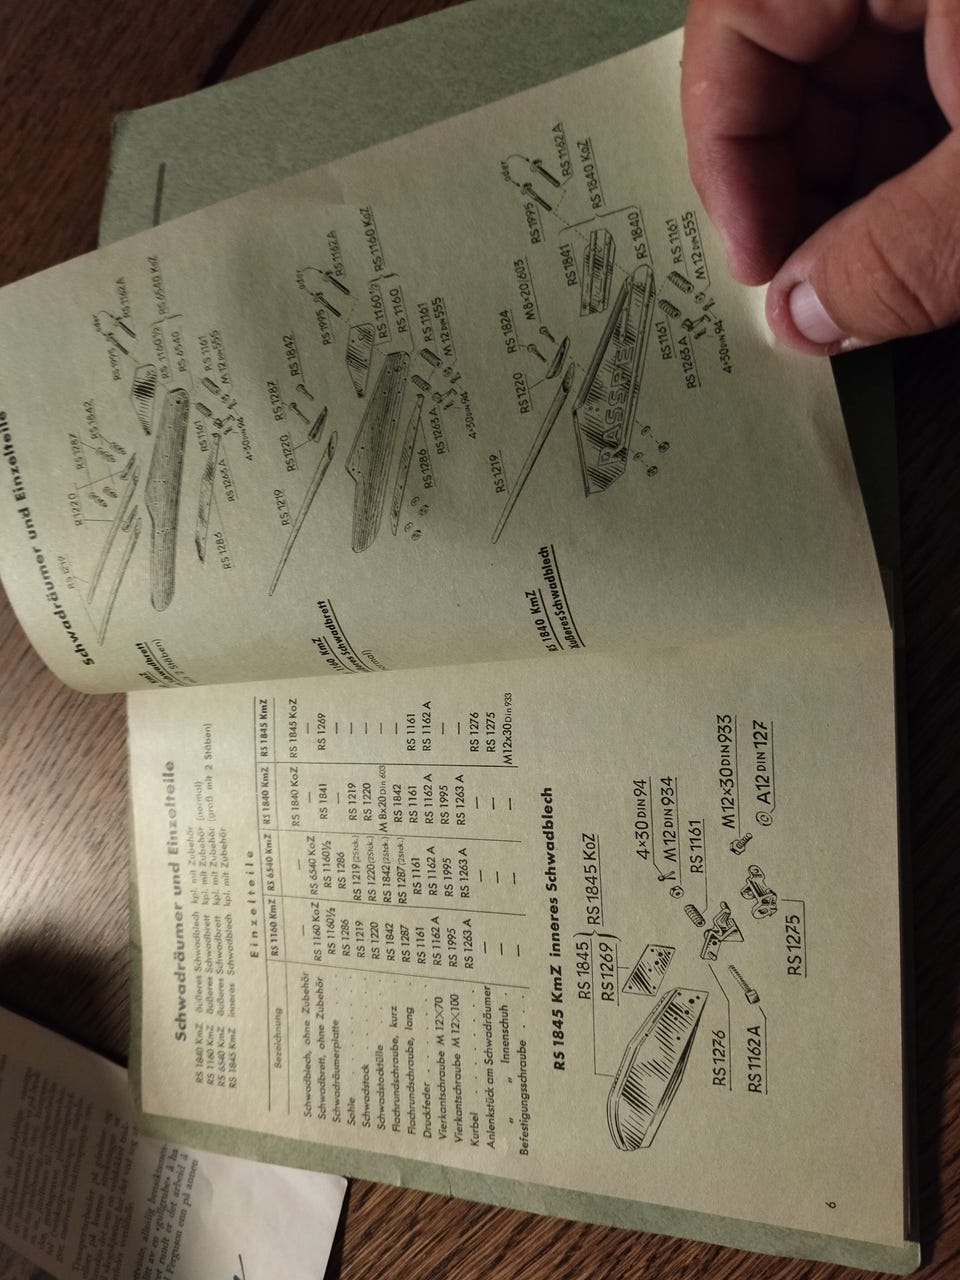 Schwadräumer und Einzelteile
RS 1840 KmZ äußeres Schwadblech kpl. mit Zubehör
RS 1160 KmZ äußeres Schwadbrett kpl. mit Zubehör (normal)
RS 6540 KmZ äußeres Schwadbrett kpl. mit Zubehör (groß mit 2 Stäben)
RS 1845 KmZ inneres Schwadblech kpl. mit Zubehör
Einzelteile
Bezeichnung RS 1160 KmZ RS 6540 KmZ RS 1840 KmZ RS 1845 KmZ
Schwadblech, ohne Zubehör — — RS 1840 KoZ RS 1845 KoZ
Schwadbrett, ohne Zubehör RS 1160 KoZ RS 6540 KoZ — —
Schwadräumerplatte RS 1160½ RS 1160½ RS 1841 RS 1269
Sohle RS 1286 RS 1286 — —
Schwadstock RS 1219 RS 1219 (2Stck.) RS 1219 —
Schwadstocktülle RS 1220 RS 1220 (2Stck.) RS 1220 —
Flachrundschraube, kurz RS 1842 RS 1842 (2Stck.) M 8x20 Din 603 —
Flachrundschraube, lang RS 1287 RS 1287 (2Stck.) RS 1842 —
Druckfeder RS 1161 RS 1161 RS 1161 RS 1161
Vierkantschraube M 12×70 RS 1162 A RS 1162 A RS 1162 A RS 1162 A
Vierkantschraube M 12×100 RS 1995 RS 1995 RS 1995 —
Kurbel RS 1263 A RS 1263 A RS 1263 A —
Anlenkstück am Schwadräumer — — — RS 1276
" " Innenschuh — — — RS 1275
Befestigungsschraube — — — M12x30 Din 933
RS 1845 KmZ inneres Schwadblech
RS 1845
RS 1269
RS 1845 KoZ
4×30 DIN 94
M 12 DIN 934
RS 1161
M12×30 DIN 933
A 12 DIN 127
RS 1276
RS 1162 A
RS 1275
6
Schwadräumer und Einzelteile
RS 1219
R 1220
RS 1287
RS 1842
RS 1995
oder
RS 1162 A
RS 1160½
RS 6540
RS 6540 KoZ
RS 1161
RS 1161
M 12 DIN 555
RS 1286
RS 1263 A
4×30 DIN 94
1160 KmZ
RS 1219
RS 1220
RS 1287
RS 1842
RS 1995
oder
RS 1162 A
RS 1160½
RS 1160
RS 1160 KoZ
RS 1161
M 12 DIN 555
RS 1286
RS 1263 A
4×30 DIN 94
RS 1840 KmZ
äußeres Schwadblech
RS 1219
RS 1220
RS 1824
M 8×20/603
RS 1995
oder
RS 1162 A
RS 1841
RS 1840
RS 1840 KoZ
RASSPE
RS 1161
RS 1161
M 12 DIN 555
RS 1263 A
4×30 DIN 94